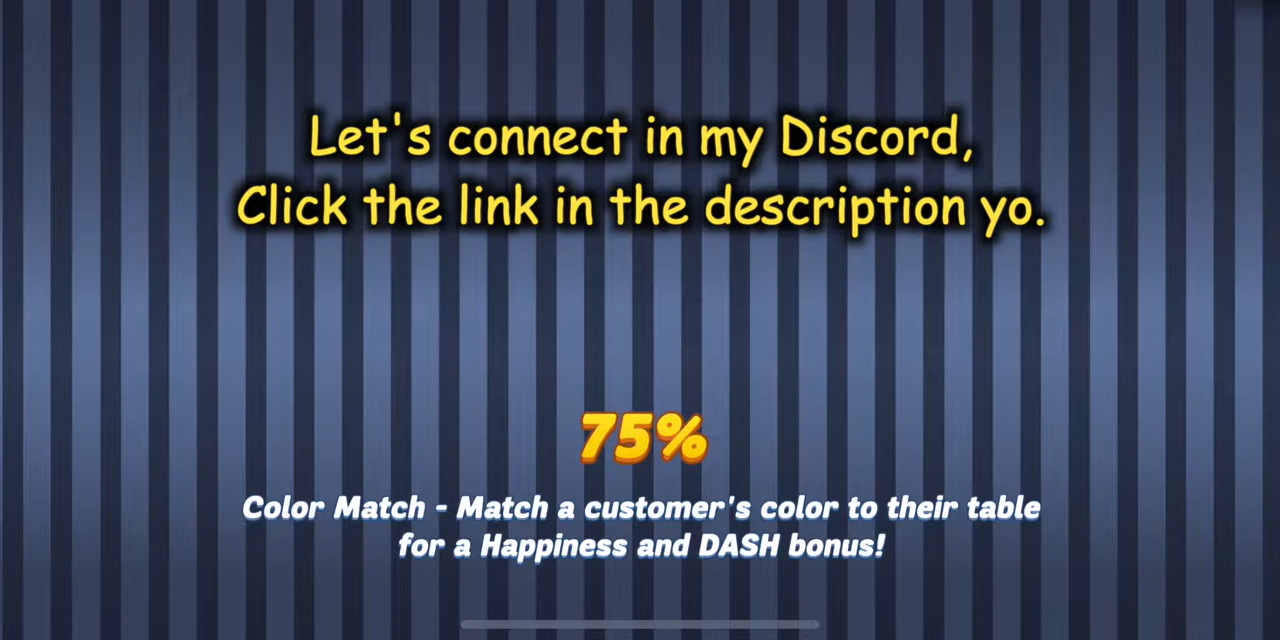 Let's connect in my Discord,
Click the link in the description yo.
75%
Color Match - Match a customer's color to their table
for a Happiness and DASH bonus!